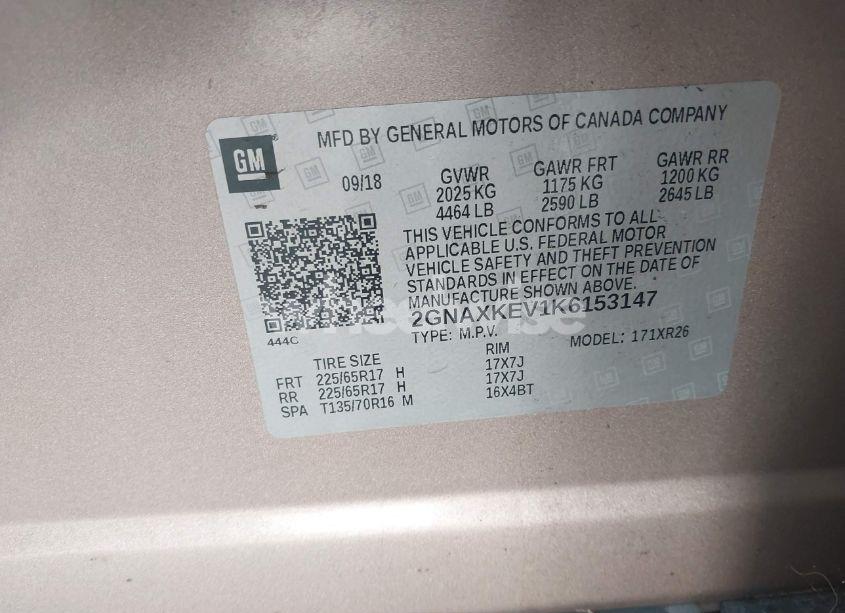 GM
MFD BY GENERAL MOTORS OF CANADA COMPANY
09/18
GVWR GAWR FRT GAWR RR
2025 KG 1175 KG 1200 KG
4464 LB 2590 LB 2645 LB
THIS VEHICLE CONFORMS TO ALL
APPLICABLE U.S. FEDERAL MOTOR
VEHICLE SAFETY AND THEFT PREVENTION
STANDARDS IN EFFECT ON THE DATE OF
MANUFACTURE SHOWN ABOVE.
2GNAXKEV1K6153147
TYPE: M.P.V. MODEL: 171XR26
444C
TIRE SIZE RIM
FRT 225/65R17 H 17X7J
RR 225/65R17 H 17X7J
SPA T135/70R16 M 16X4BT